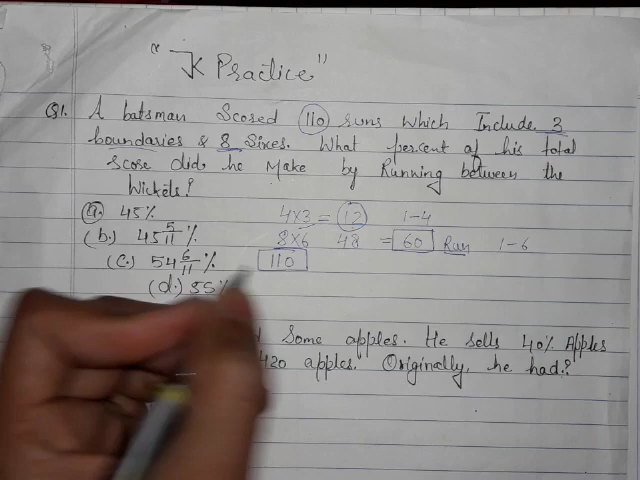 "JK Practice"
Q1. A batsman Scored 110 runs which Include 3
boundaries & 8 Sixes. What percent of his total
Score did, he Make by Running between the
Wickets?
(a.) 45% 4×3 = 12 1-4
(b.) 45 5/11 % 8×6 48 = 60 Run 1-6
(c.) 54 6/11 % 110
(d.) 55%
Some apples. He sells 40% Apples
420 apples. Originally, he had?